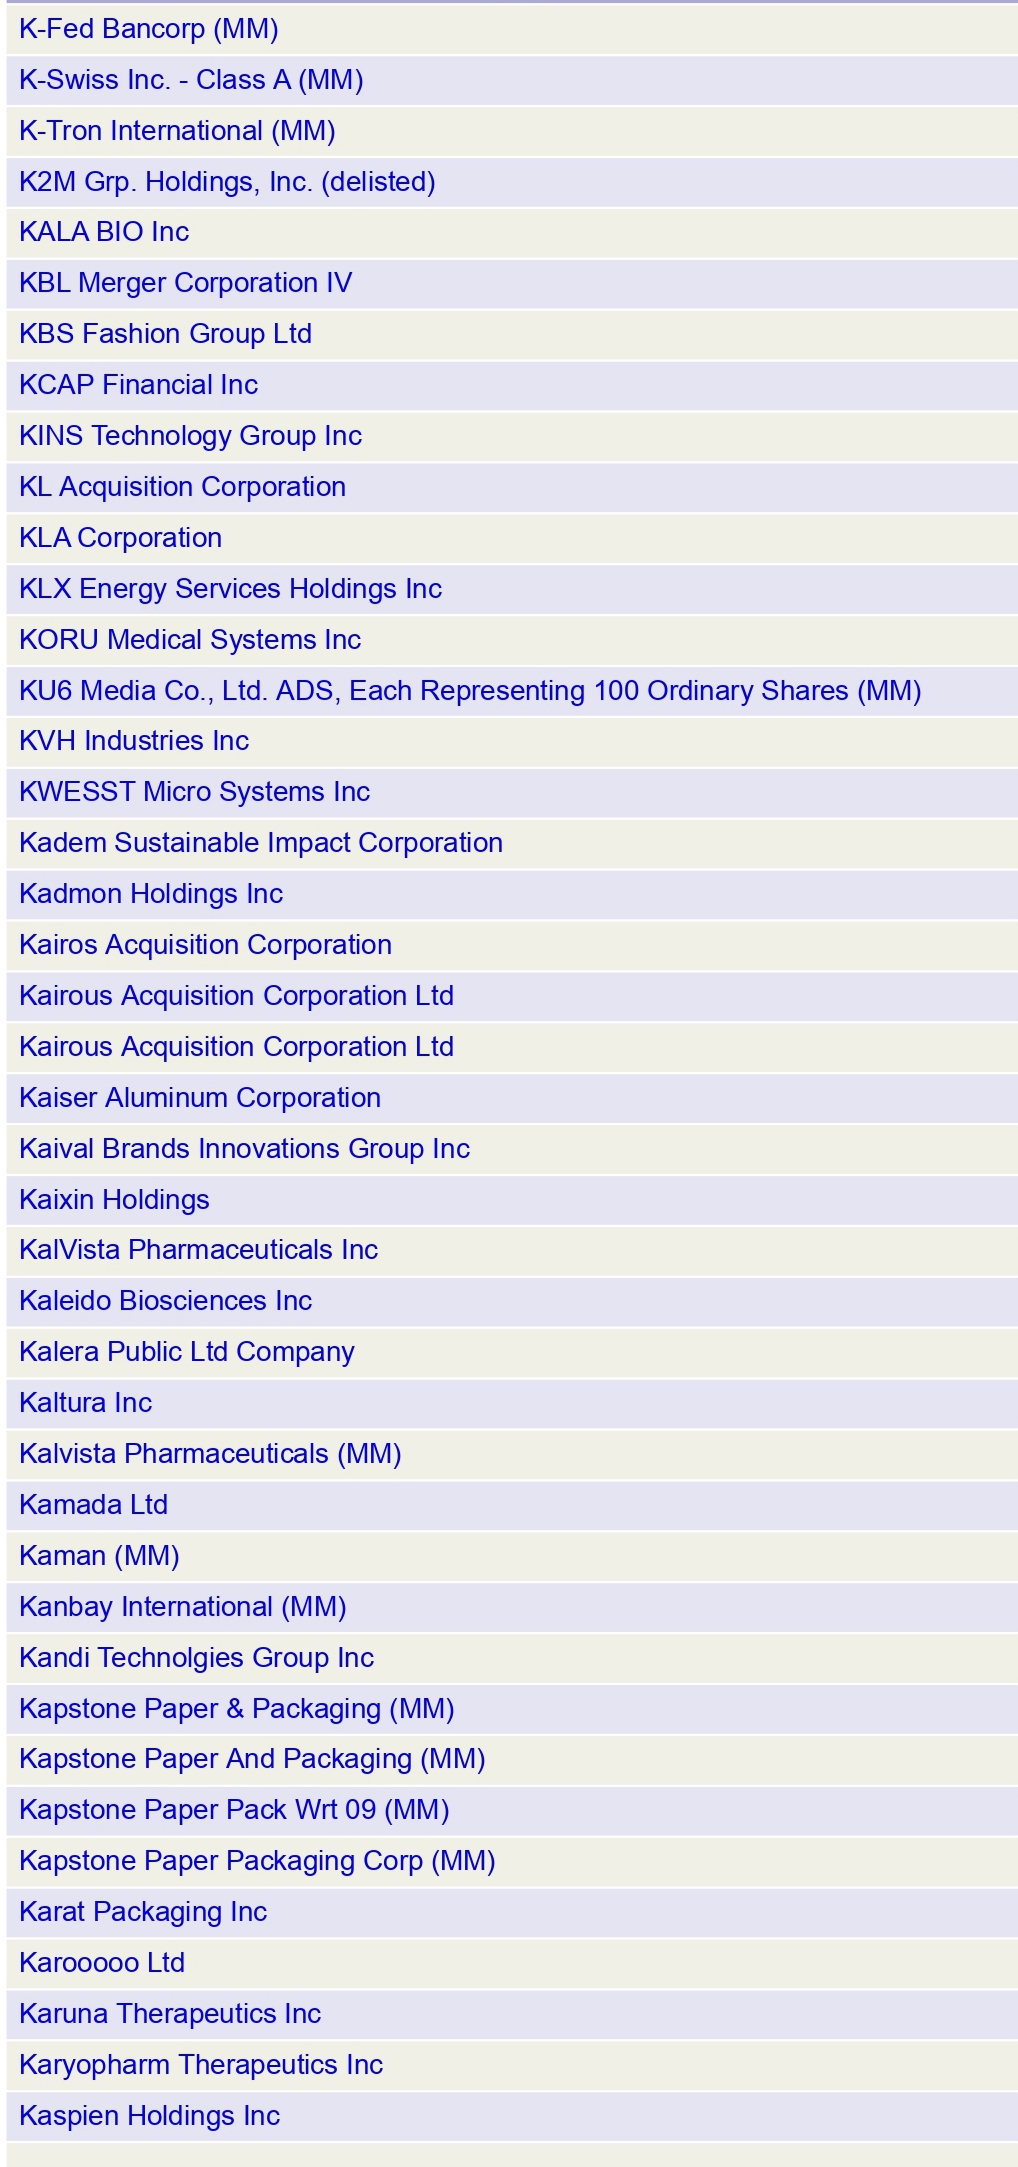 K-Fed Bancorp (MM)
K-Swiss Inc. - Class A (MM)
K-Tron International (MM)
K2M Grp. Holdings, Inc. (delisted)
KALA BIO Inc
KBL Merger Corporation IV
KBS Fashion Group Ltd
KCAP Financial Inc
KINS Technology Group Inc
KL Acquisition Corporation
KLA Corporation
KLX Energy Services Holdings Inc
KORU Medical Systems Inc
KU6 Media Co., Ltd. ADS, Each Representing 100 Ordinary Shares (MM)
KVH Industries Inc
KWESST Micro Systems Inc
Kadem Sustainable Impact Corporation
Kadmon Holdings Inc
Kairos Acquisition Corporation
Kairous Acquisition Corporation Ltd
Kairous Acquisition Corporation Ltd
Kaiser Aluminum Corporation
Kaival Brands Innovations Group Inc
Kaixin Holdings
KalVista Pharmaceuticals Inc
Kaleido Biosciences Inc
Kalera Public Ltd Company
Kaltura Inc
Kalvista Pharmaceuticals (MM)
Kamada Ltd
Kaman (MM)
Kanbay International (MM)
Kandi Technolgies Group Inc
Kapstone Paper & Packaging (MM)
Kapstone Paper And Packaging (MM)
Kapstone Paper Pack Wrt 09 (MM)
Kapstone Paper Packaging Corp (MM)
Karat Packaging Inc
Karooooo Ltd
Karuna Therapeutics Inc
Karyopharm Therapeutics Inc
Kaspien Holdings Inc